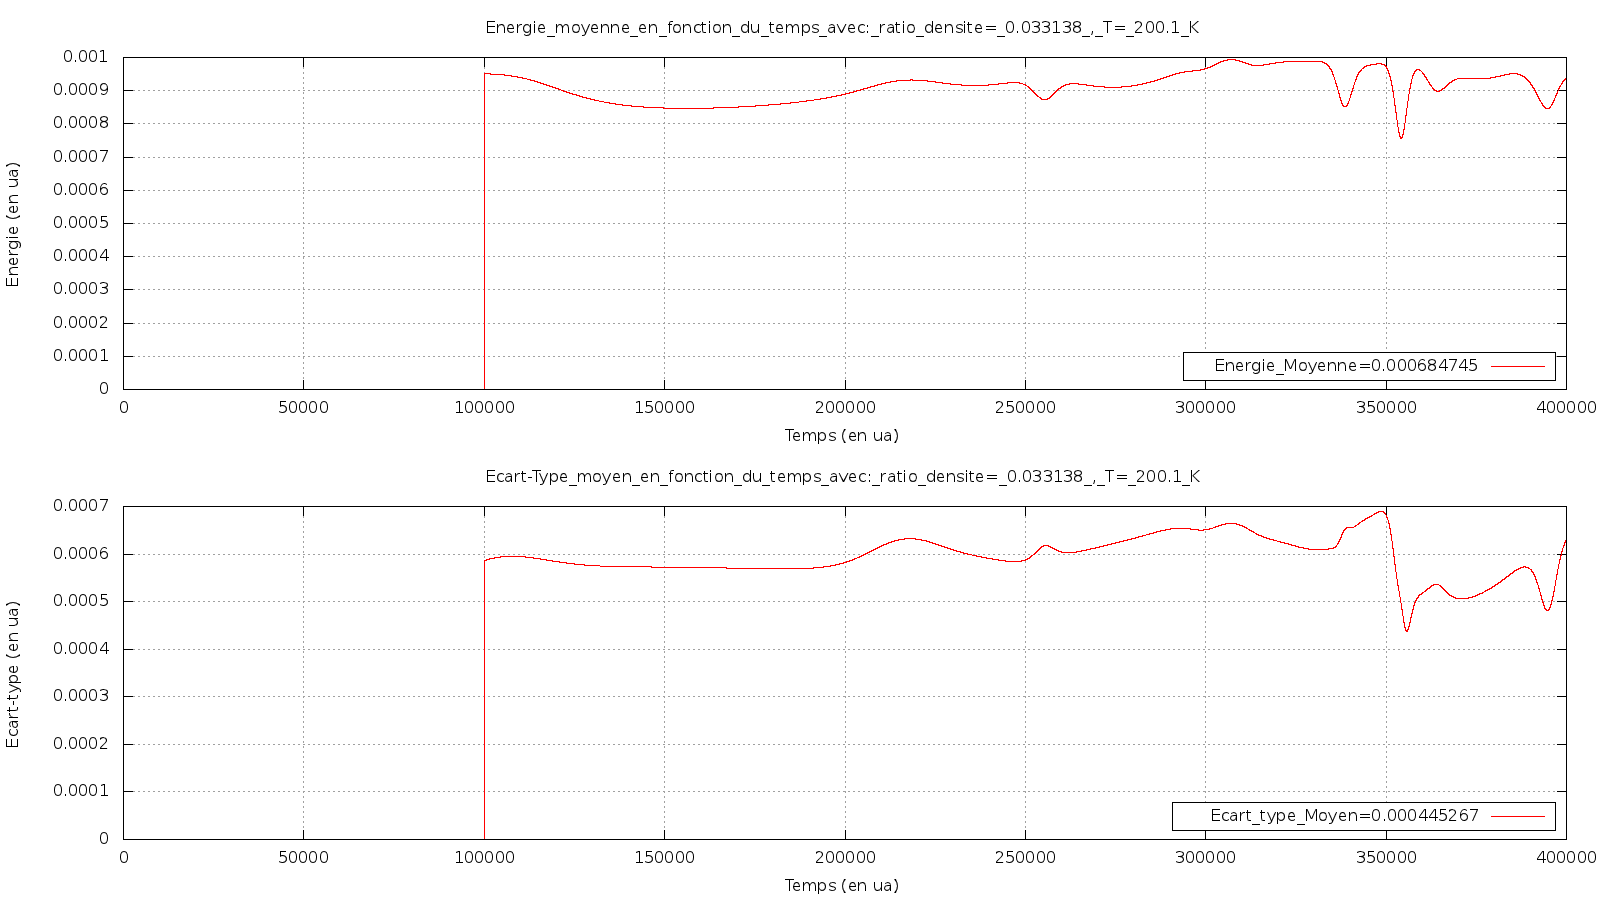 Energie_moyenne_en_fonction_du_temps_avec:_ratio_densite=_0.033138_,_T=_200.1_K
0.001
0.0009
0.0008
0.0007
0.0006
0.0005
0.0004
0.0003
0.0002
0.0001
0
Energie (en ua)
Energie_Moyenne=0.000684745
0 50000 100000 150000 200000 250000 300000 350000 400000
Temps (en ua)
Ecart-Type_moyen_en_fonction_du_temps_avec:_ratio_densite=_0.033138_,_T=_200.1_K
0.0007
0.0006
0.0005
0.0004
0.0003
0.0002
0.0001
0
Ecart-type (en ua)
Ecart_type_Moyen=0.000445267
0 50000 100000 150000 200000 250000 300000 350000 400000
Temps (en ua)